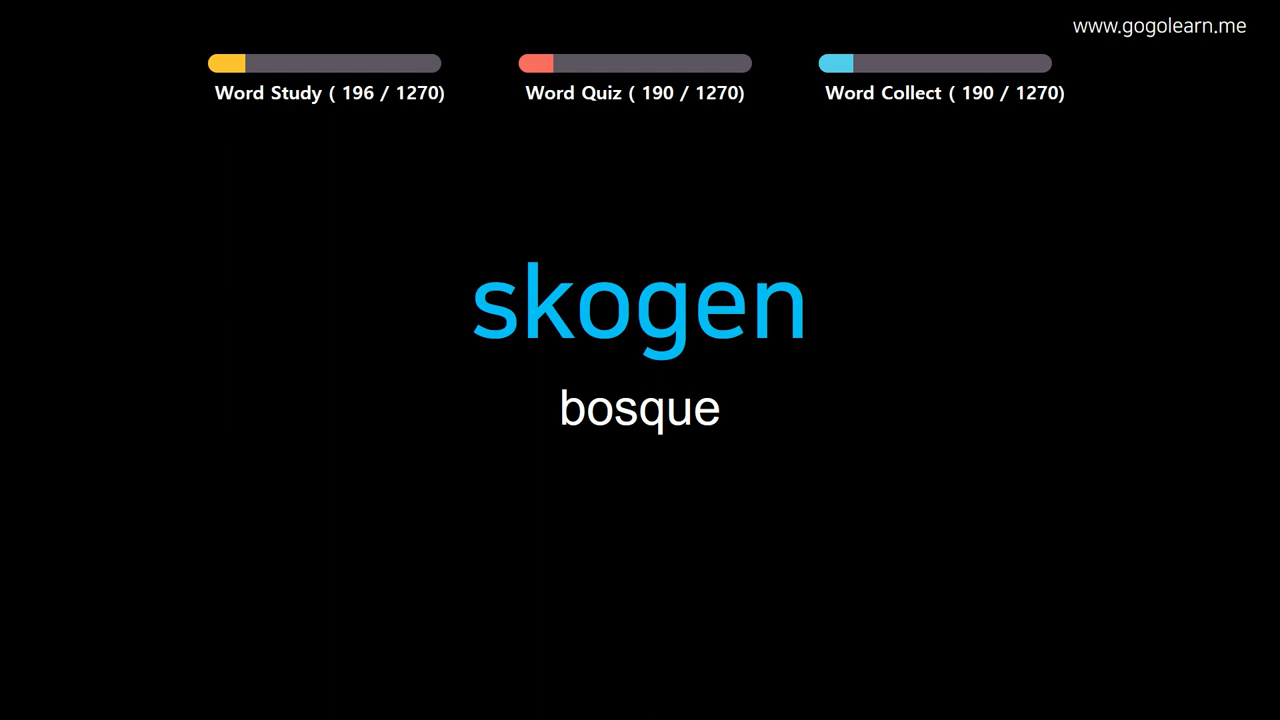 www.gogolearn.me
Word Study ( 196 / 1270)
Word Quiz ( 190 / 1270)
Word Collect ( 190 / 1270)
skogen
bosque